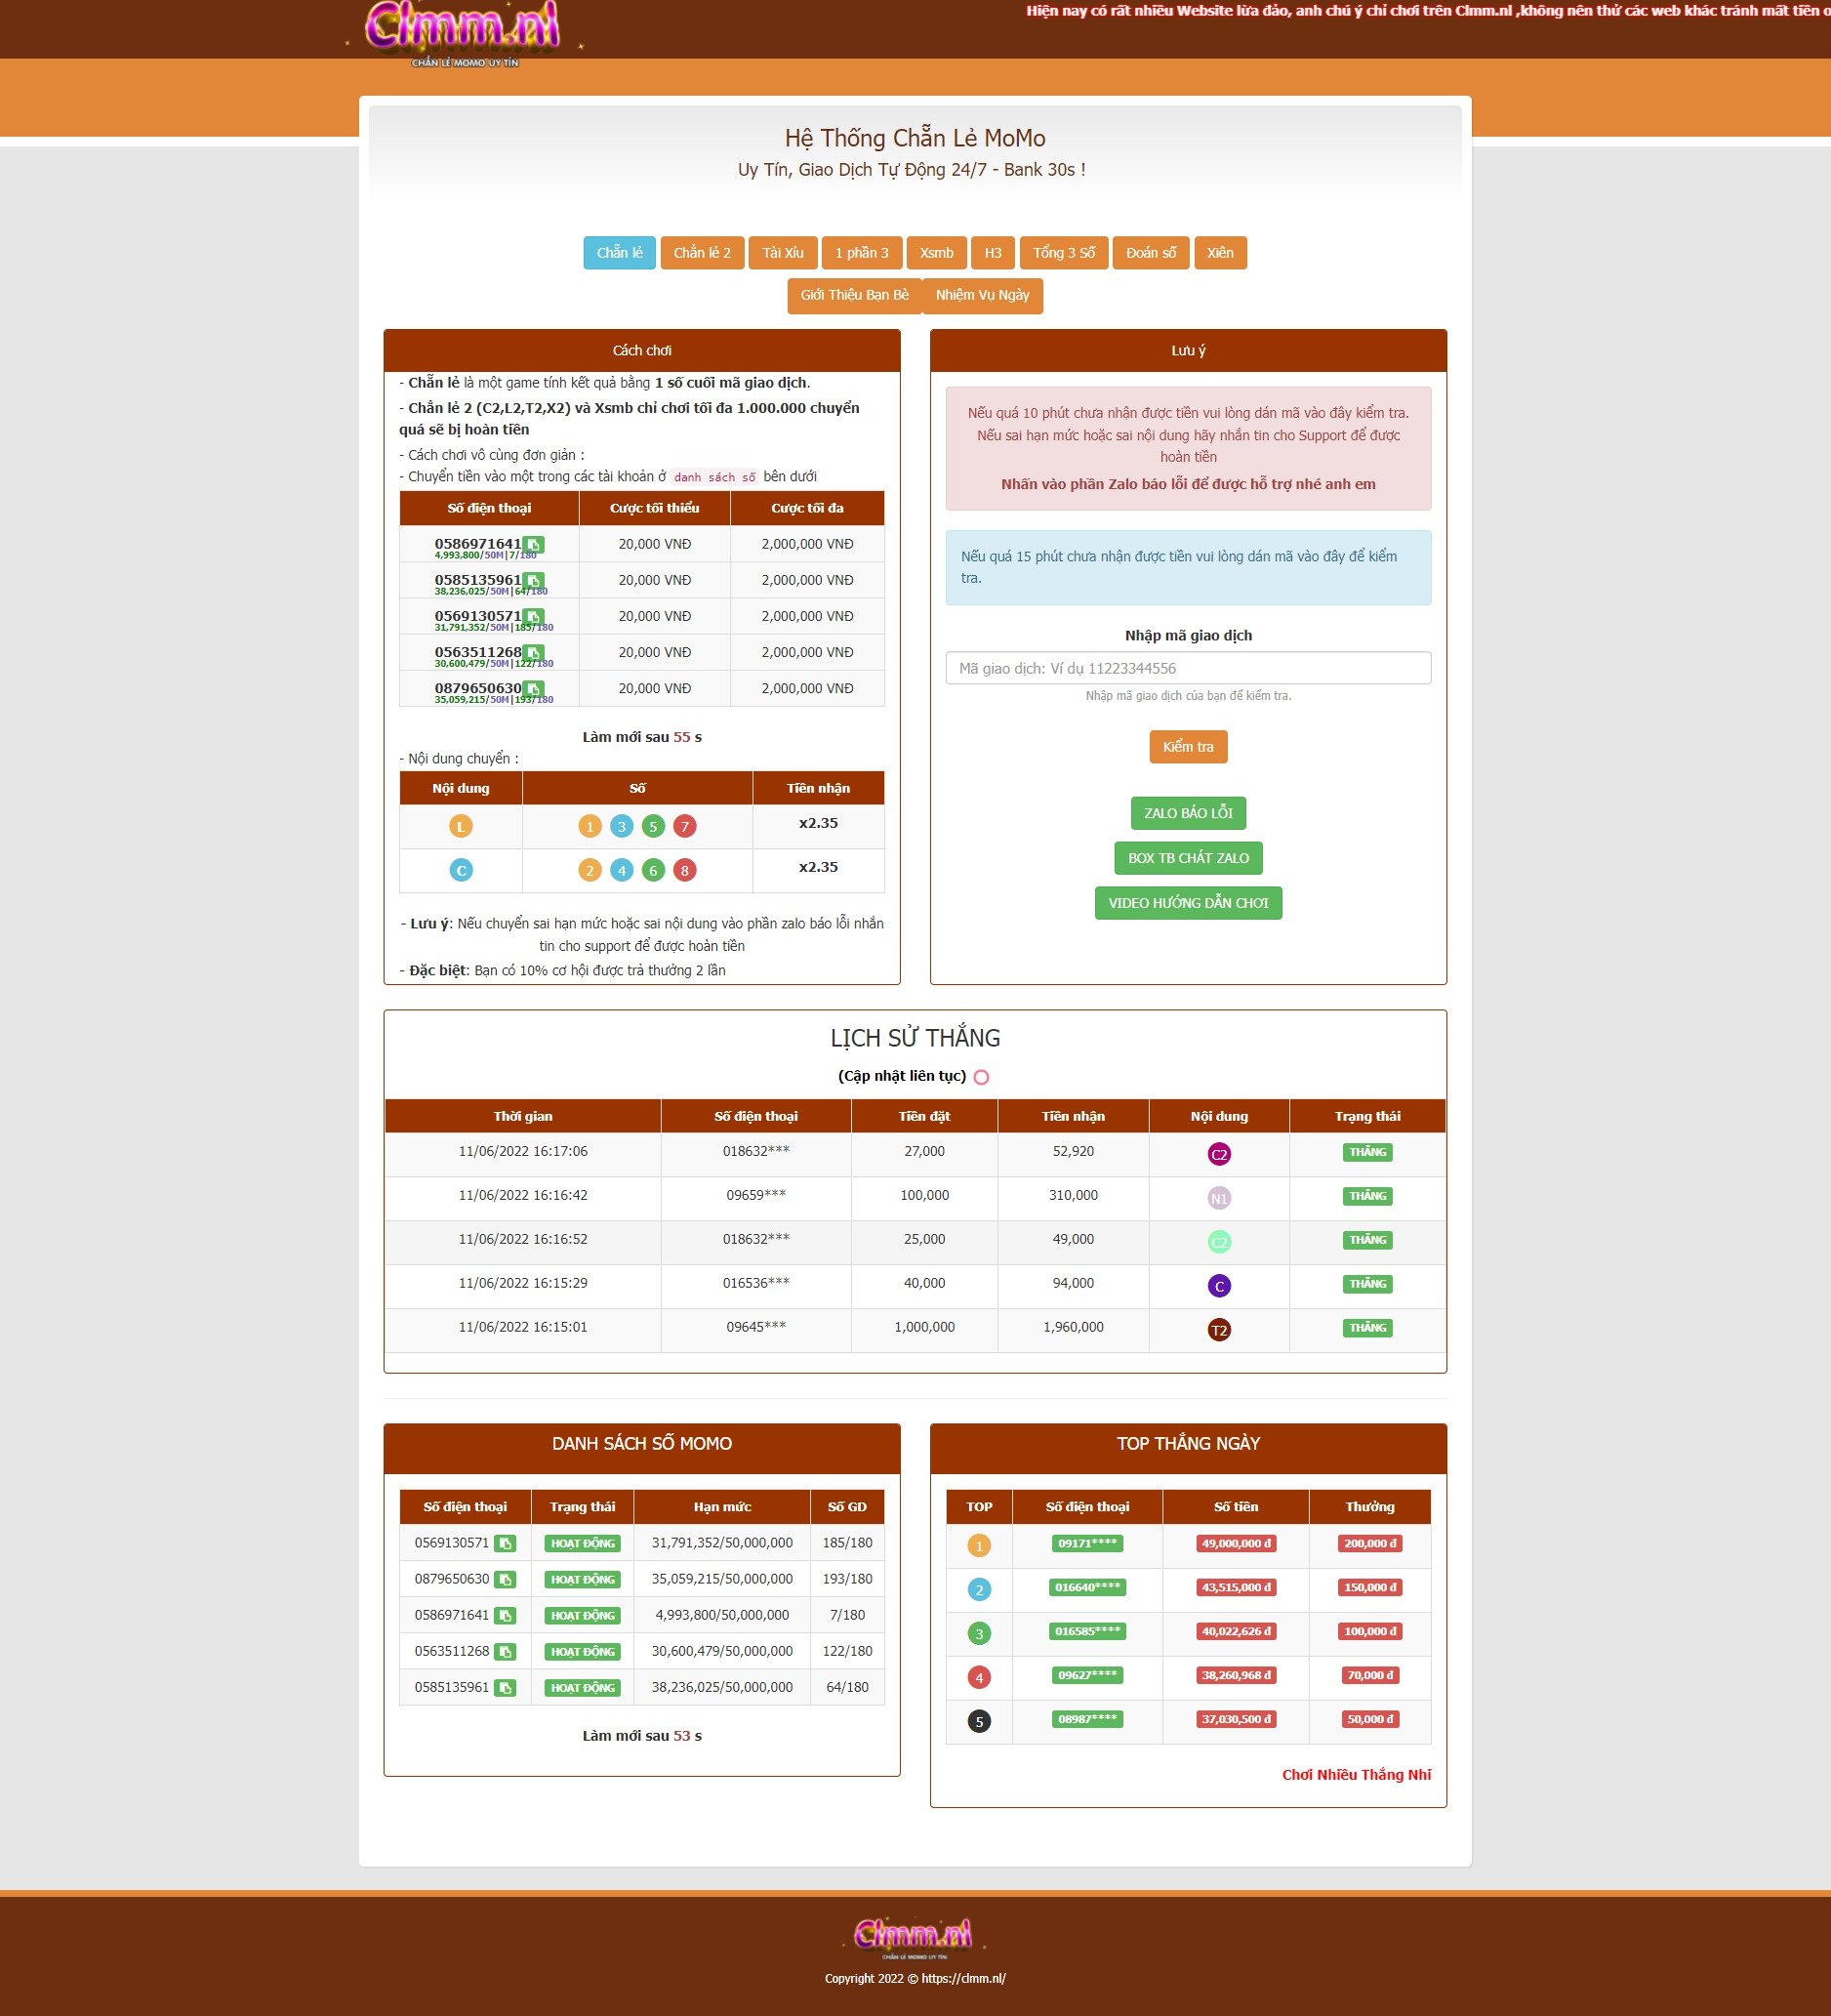 Clmm.nl
CHẲN LẺ MOMO UY TÍN
Hiện nay có rất nhiều Website lừa đảo, anh chú ý chỉ chơi trên Clmm.nl ,không nên thử các web khác tránh mất tiền o
Hệ Thống Chẵn Lẻ MoMo
Uy Tín, Giao Dịch Tự Động 24/7 - Bank 30s !
Chẵn lẻ Chẳn lẻ 2 Tài Xỉu 1 phần 3 Xsmb H3 Tổng 3 Số Đoán số Xiên
Giới Thiệu Bạn Bè Nhiệm Vụ Ngày
Cách chơi
- Chẵn lẻ là một game tính kết quả bằng 1 số cuối mã giao dịch.
- Chẳn lẻ 2 (C2,L2,T2,X2) và Xsmb chỉ chơi tối đa 1.000.000 chuyển
quá sẽ bị hoàn tiền
- Cách chơi vô cùng đơn giản :
- Chuyển tiền vào một trong các tài khoản ở danh sách số bên dưới
Số điện thoại Cược tối thiểu Cược tối đa
0586971641 20,000 VNĐ 2,000,000 VNĐ
4,993,800/50M|7/180
0585135961 20,000 VNĐ 2,000,000 VNĐ
38,236,025/50M|64/180
0569130571 20,000 VNĐ 2,000,000 VNĐ
31,791,352/50M|185/180
0563511268 20,000 VNĐ 2,000,000 VNĐ
30,600,479/50M|122/180
0879650630 20,000 VNĐ 2,000,000 VNĐ
35,059,215/50M|193/180
Làm mới sau 55 s
- Nội dung chuyển :
Nội dung Số Tiền nhận
L 1 3 5 7 x2.35
C 2 4 6 8 x2.35
- Lưu ý: Nếu chuyển sai hạn mức hoặc sai nội dung vào phần zalo báo lỗi nhắn
tin cho support để được hoàn tiền
- Đặc biệt: Bạn có 10% cơ hội được trả thưởng 2 lần
Lưu ý
Nếu quá 10 phút chưa nhận được tiền vui lòng dán mã vào đây kiểm tra.
Nếu sai hạn mức hoặc sai nội dung hãy nhắn tin cho Support để được
hoàn tiền
Nhấn vào phần Zalo báo lỗi để được hỗ trợ nhé anh em
Nếu quá 15 phút chưa nhận được tiền vui lòng dán mã vào đây để kiểm
tra.
Nhập mã giao dịch
Mã giao dịch: Ví dụ 11223344556
Nhập mã giao dịch của bạn để kiểm tra.
Kiểm tra
ZALO BÁO LỖI
BOX TB CHÁT ZALO
VIDEO HƯỚNG DẪN CHƠI
LỊCH SỬ THẮNG
(Cập nhật liên tục)
Thời gian Số điện thoại Tiền đặt Tiền nhận Nội dung Trạng thái
11/06/2022 16:17:06 018632*** 27,000 52,920 C2 THẮNG
11/06/2022 16:16:42 09659*** 100,000 310,000 N1 THẮNG
11/06/2022 16:16:52 018632*** 25,000 49,000 C2 THẮNG
11/06/2022 16:15:29 016536*** 40,000 94,000 C THẮNG
11/06/2022 16:15:01 09645*** 1,000,000 1,960,000 T2 THẮNG
DANH SÁCH SỐ MOMO
Số điện thoại Trạng thái Hạn mức Số GD
0569130571 HOẠT ĐỘNG 31,791,352/50,000,000 185/180
0879650630 HOẠT ĐỘNG 35,059,215/50,000,000 193/180
0586971641 HOẠT ĐỘNG 4,993,800/50,000,000 7/180
0563511268 HOẠT ĐỘNG 30,600,479/50,000,000 122/180
0585135961 HOẠT ĐỘNG 38,236,025/50,000,000 64/180
Làm mới sau 53 s
TOP THẮNG NGÀY
TOP Số điện thoại Số tiền Thưởng
1 09171**** 49,000,000 đ 200,000 đ
2 016640**** 43,515,000 đ 150,000 đ
3 016585**** 40,022,626 đ 100,000 đ
4 09627**** 38,260,968 đ 70,000 đ
5 08987**** 37,030,500 đ 50,000 đ
Chơi Nhiều Thắng Nhí
Clmm.nl
CHẲN LẺ MOMO UY TÍN
Copyright 2022 © https://clmm.nl/